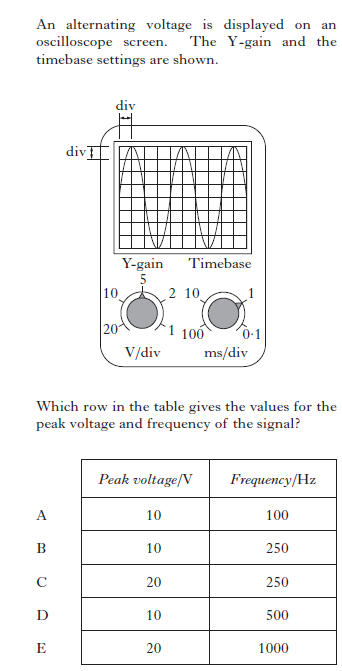 An alternating voltage is displayed on an
oscilloscope screen. The Y-gain and the
timebase settings are shown.
div
div
Y-gain Timebase
5
10 2 10 1
20 1 100 0·1
V/div ms/div
Which row in the table gives the values for the
peak voltage and frequency of the signal?
Peak voltage/V Frequency/Hz
A 10 100
B 10 250
C 20 250
D 10 500
E 20 1000